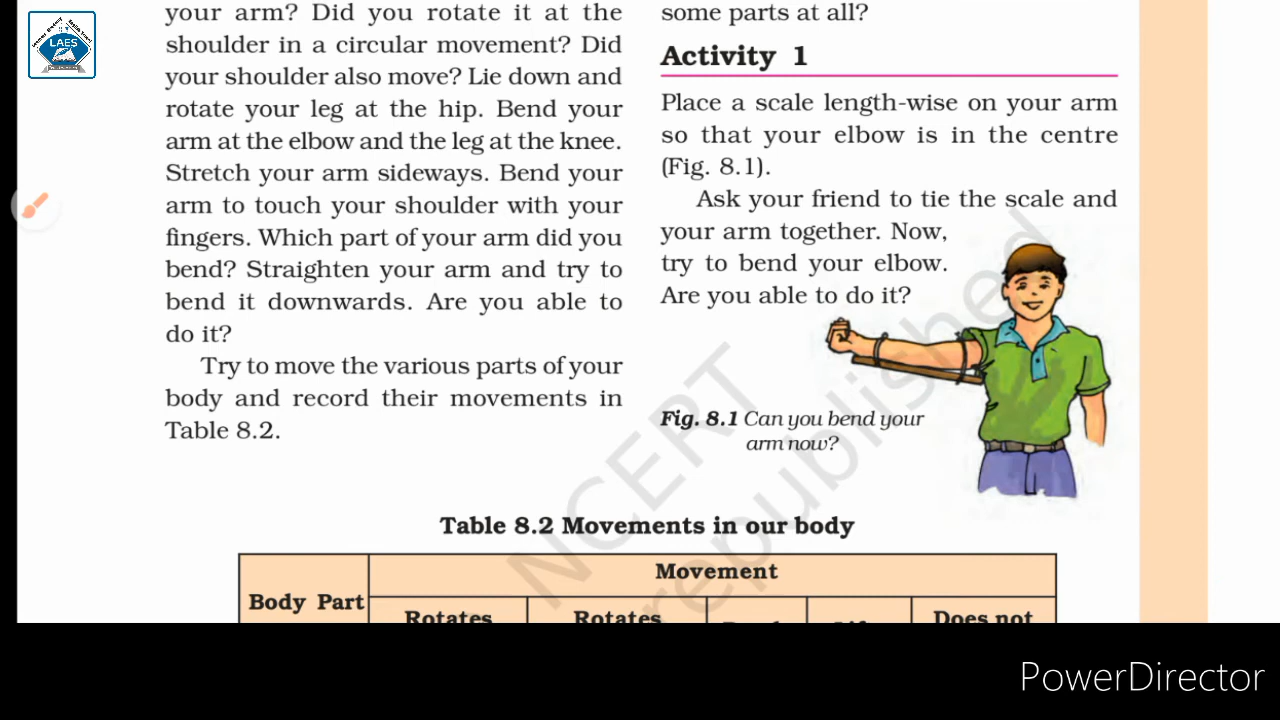 LAES
your arm? Did you rotate it at the
shoulder in a circular movement? Did
your shoulder also move? Lie down and
rotate your leg at the hip. Bend your
arm at the elbow and the leg at the knee.
Stretch your arm sideways. Bend your
arm to touch your shoulder with your
fingers. Which part of your arm did you
bend? Straighten your arm and try to
bend it downwards. Are you able to
do it?
Try to move the various parts of your
body and record their movements in
Table 8.2.
some parts at all?
Activity 1
Place a scale length-wise on your arm
so that your elbow is in the centre
(Fig. 8.1).
Ask your friend to tie the scale and
your arm together. Now,
try to bend your elbow.
Are you able to do it?
Fig. 8.1 Can you bend your
arm now?
NCERT
republished
Table 8.2 Movements in our body
Body Part
Movement
Rotates
Rotates
Does not
PowerDirector